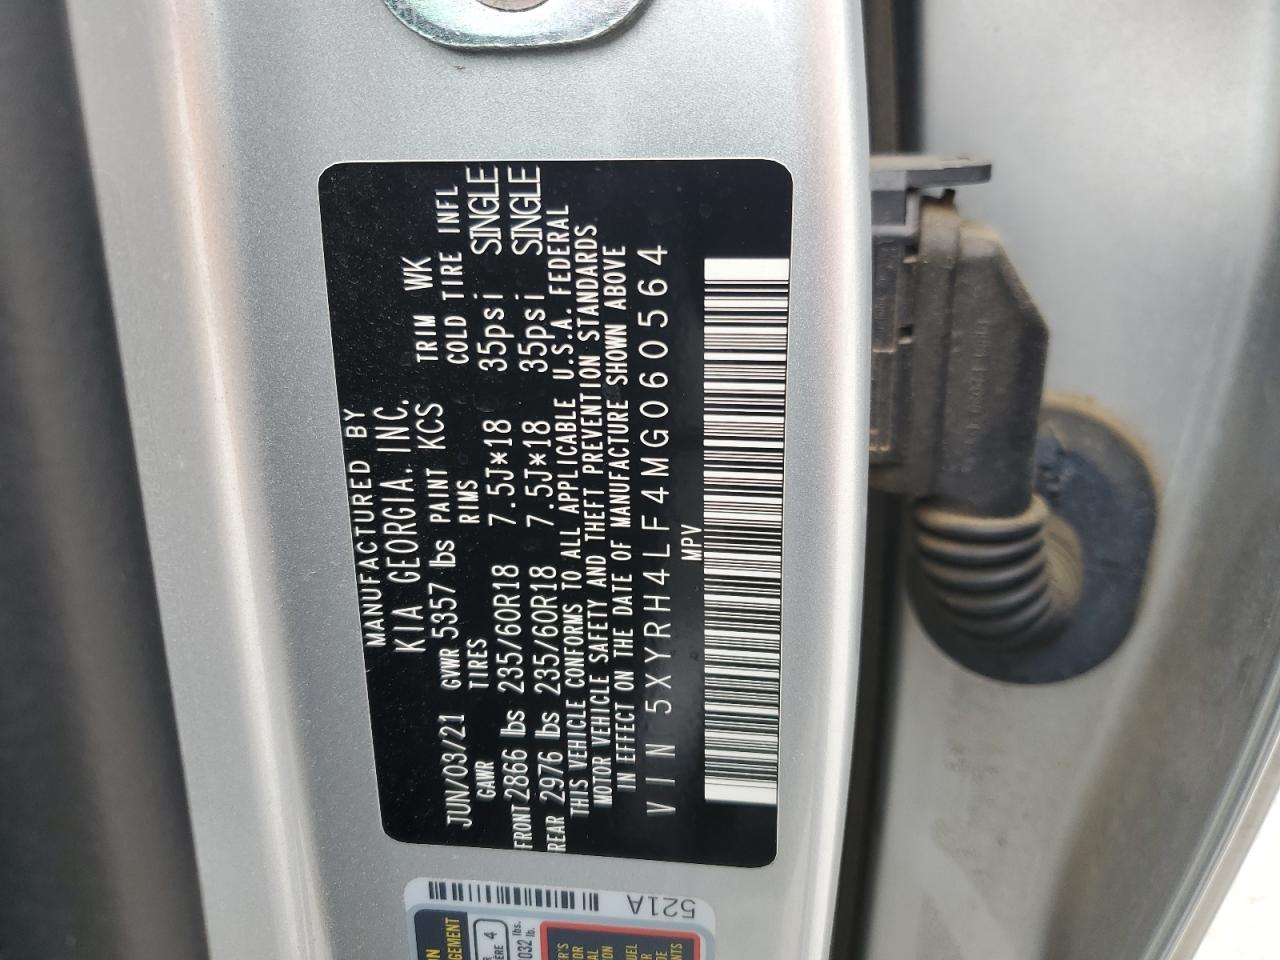 MANUFACTURED BY
KIA GEORGIA, INC.
JUN/03/21 GVWR 5357 lbs PAINT KCS TRIM WK
GAWR TIRES RIMS COLD TIRE INFL
FRONT 2866 lbs 235/60R18 7.5J*18 35psi SINGLE
REAR 2976 lbs 235/60R18 7.5J*18 35psi SINGLE
THIS VEHICLE CONFORMS TO ALL APPLICABLE U.S.A. FEDERAL
MOTOR VEHICLE SAFETY AND THEFT PREVENTION STANDARDS
IN EFFECT ON THE DATE OF MANUFACTURE SHOWN ABOVE
VIN 5XYRH4LF4MG060564
MPV
521A